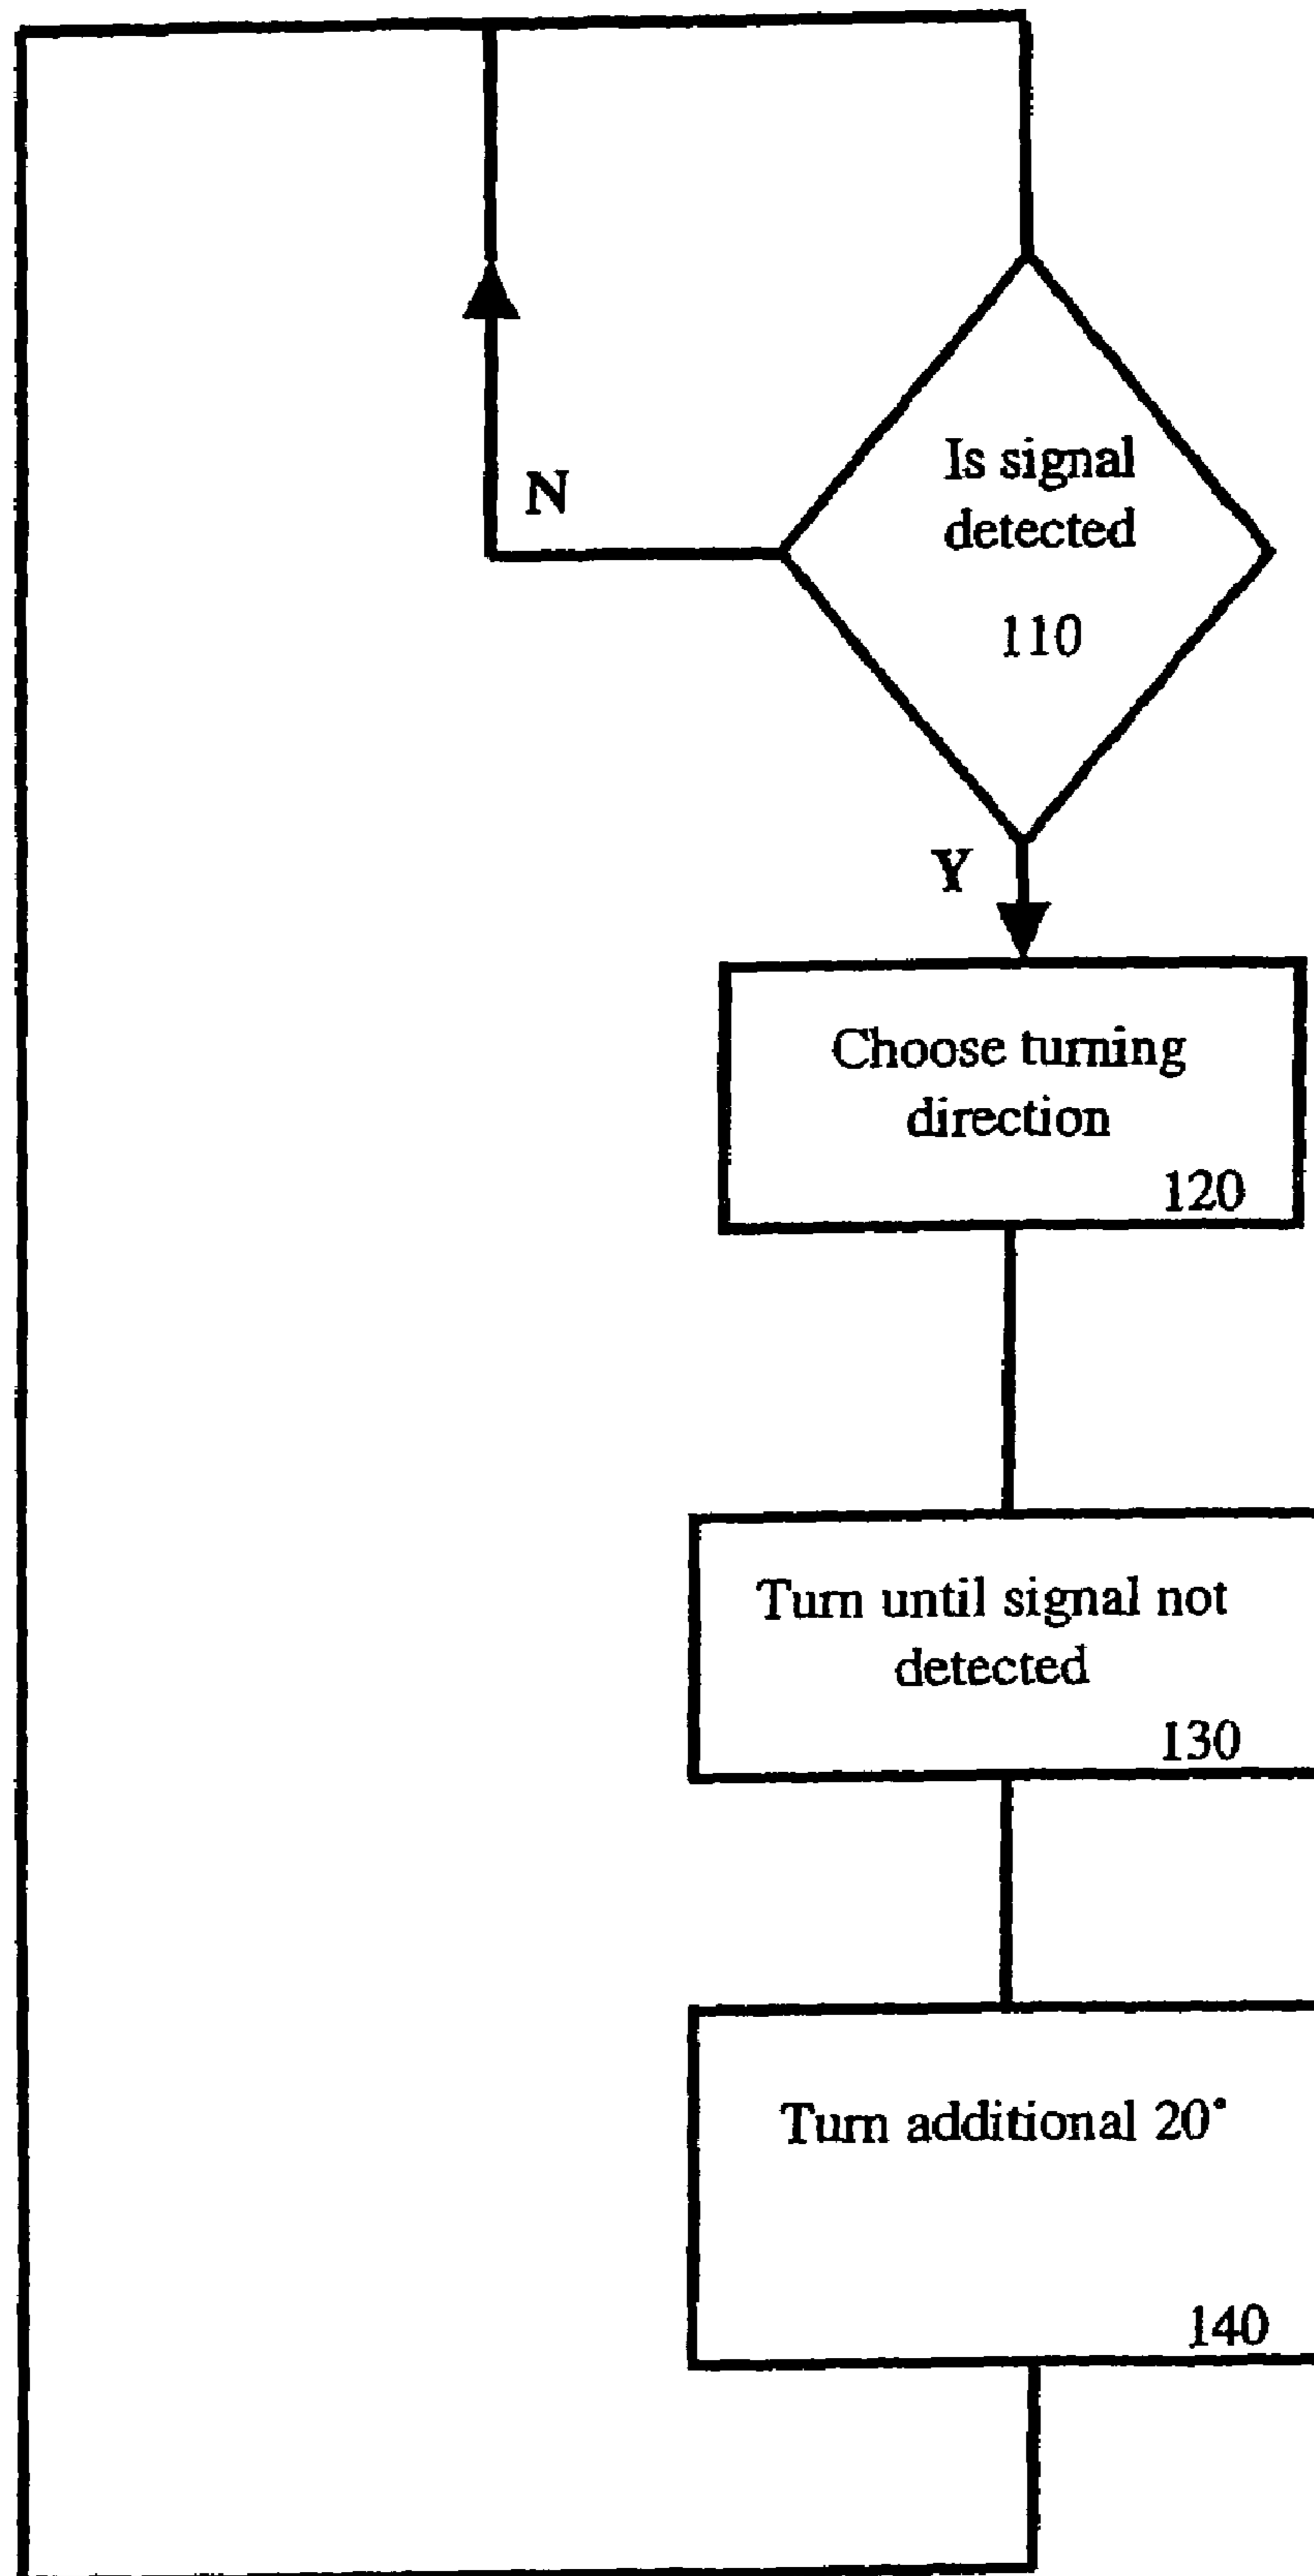 Is signal
detected
110
N
Y
Choose turning
direction
120
Turn until signal not
detected
130
Turn additional 20°
140